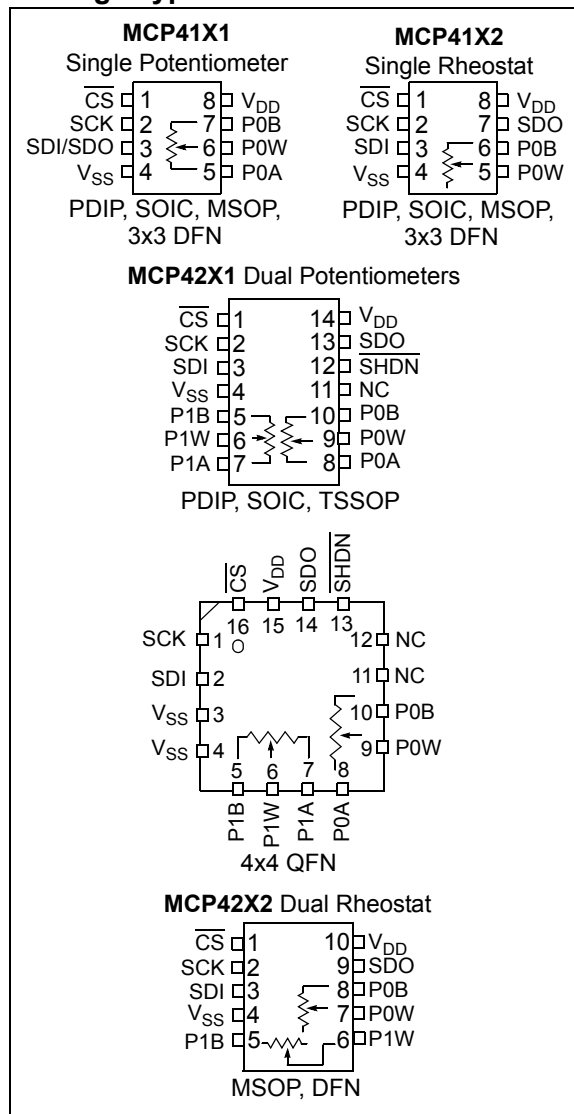 MCP41X1
Single Potentiometer
CS 1 8 VDD
SCK 2 7 P0B
SDI/SDO 3 6 P0W
VSS 4 5 P0A
PDIP, SOIC, MSOP,
3x3 DFN
MCP41X2
Single Rheostat
CS 1 8 VDD
SCK 2 7 SDO
SDI 3 6 P0B
VSS 4 5 P0W
PDIP, SOIC, MSOP,
3x3 DFN
MCP42X1 Dual Potentiometers
CS 1 14 VDD
SCK 2 13 SDO
SDI 3 12 SHDN
VSS 4 11 NC
P1B 5 10 P0B
P1W 6 9 P0W
P1A 7 8 P0A
PDIP, SOIC, TSSOP
CS VDD SDO SHDN
16 15 14 13
SCK 1 12 NC
SDI 2 11 NC
VSS 3 10 P0B
VSS 4 9 P0W
5 6 7 8
P1B P1W P1A P0A
4x4 QFN
MCP42X2 Dual Rheostat
CS 1 10 VDD
SCK 2 9 SDO
SDI 3 8 P0B
VSS 4 7 P0W
P1B 5 6 P1W
MSOP, DFN